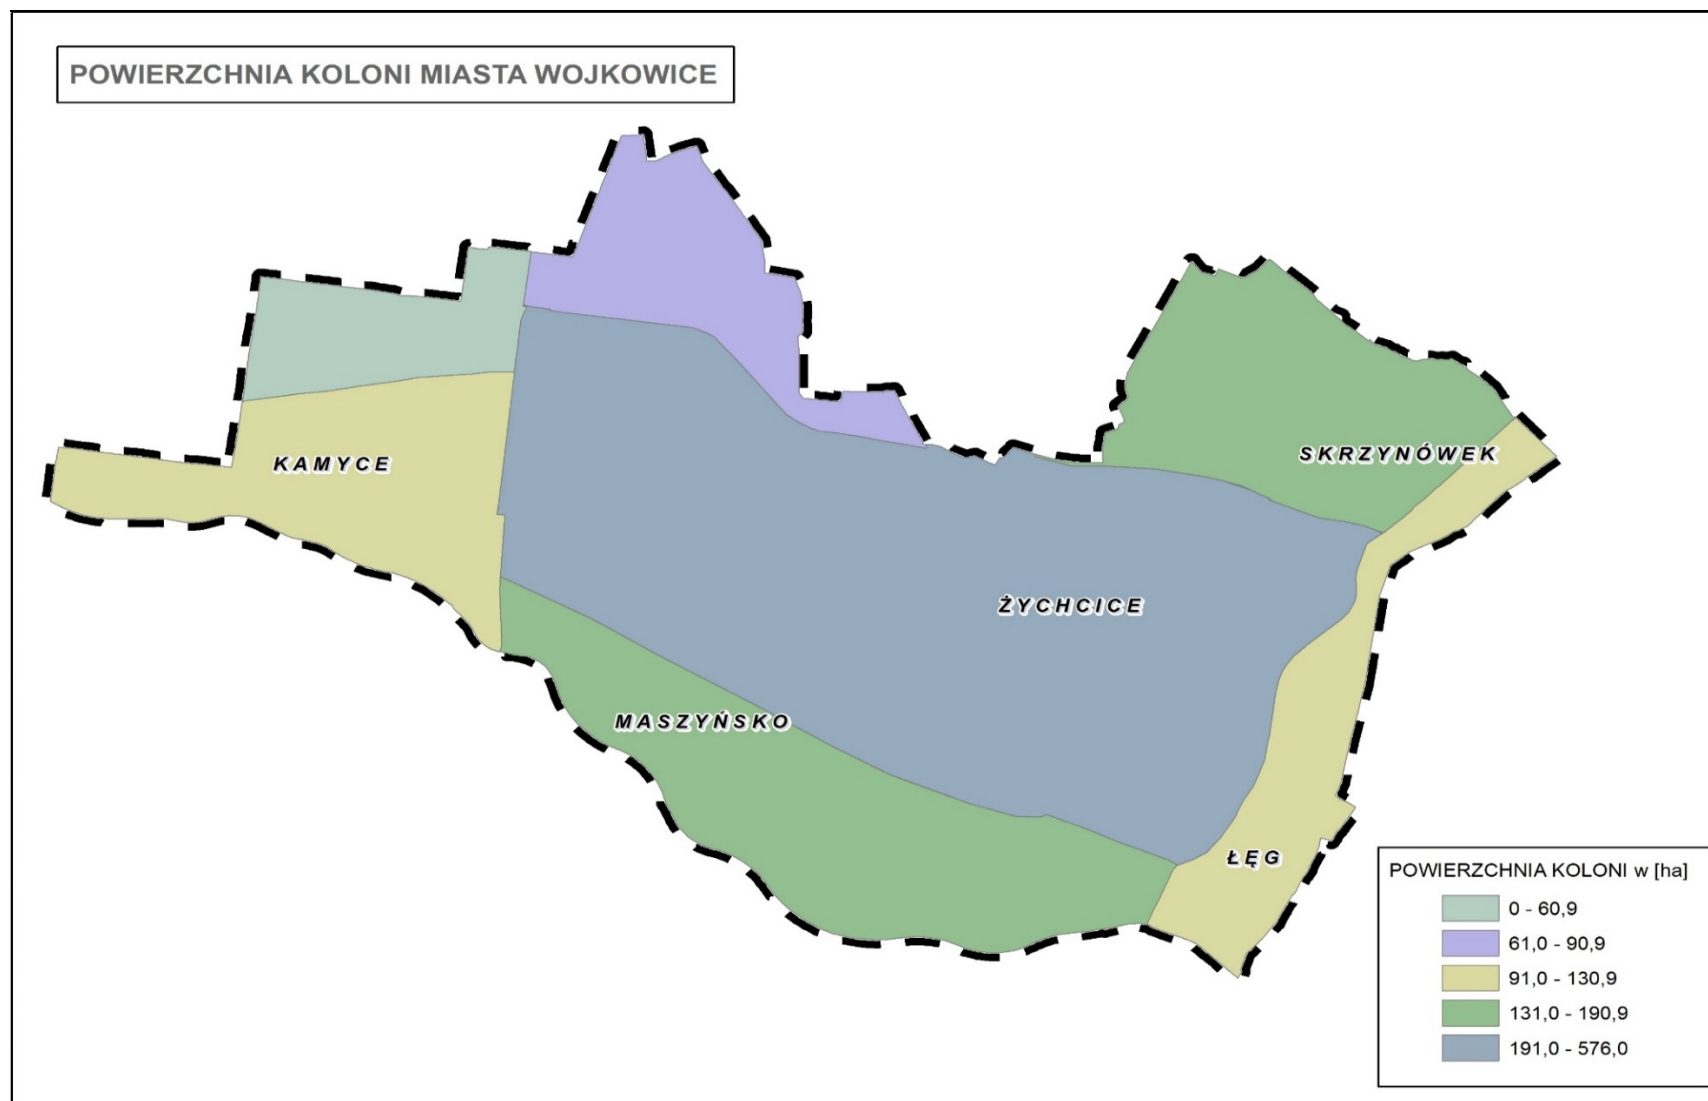 POWIERZCHNIA KOLONI MIASTA WOJKOWICE
KAMYCE
SKRZYNÓWEK
ŻYCHCICE
MASZYŃSKO
ŁĘG
POWIERZCHNIA KOLONI w [ha]
0 - 60,9
61,0 - 90,9
91,0 - 130,9
131,0 - 190,9
191,0 - 576,0